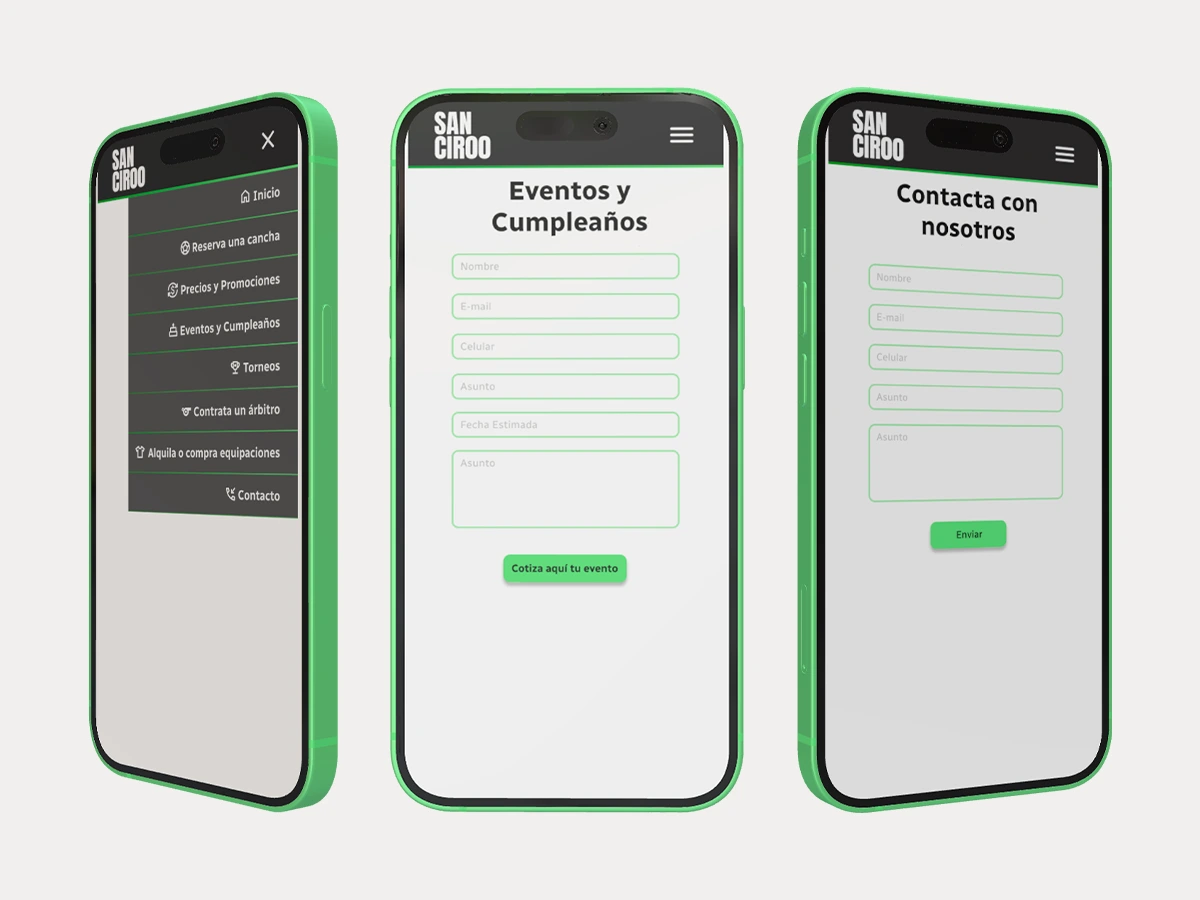 SAN
CIROO
Inicio
Reserva una cancha
Precios y Promociones
Eventos y Cumpleaños
Torneos
Contrata un árbitro
Alquila o compra equipaciones
Contacto
SAN
CIROO
Eventos y
Cumpleaños
Nombre
E-mail
Celular
Asunto
Fecha Estimada
Asunto
Cotiza aquí tu evento
SAN
CIROO
Contacta con
nosotros
Nombre
E-mail
Celular
Asunto
Asunto
Enviar